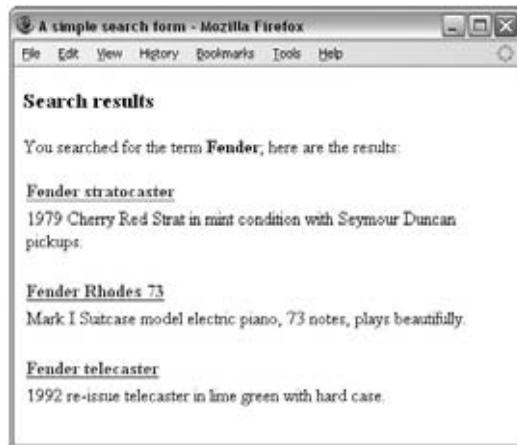 A simple search form - Mozilla Firefox
File Edit View History Bookmarks Tools Help
Search results
You searched for the term Fender, here are the results:
Fender stratocaster
1979 Cherry Red Strat in mint condition with Seymour Duncan
pickups.
Fender Rhodes 73
Mark I Suitcase model electric piano, 73 notes, plays beautifully.
Fender telecaster
1992 re-issue telecaster in lime green with hard case.